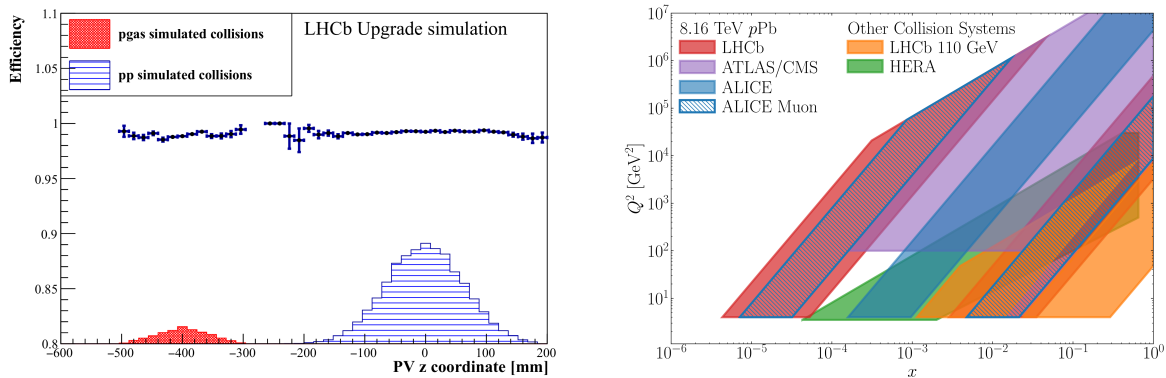 LHCb Upgrade simulation
pgas simulated collisions
pp simulated collisions
Efficiency
1.1
1.05
1
0.95
0.9
0.85
0.8
−600 −500 −400 −300 −200 −100 0 100 200
PV z coordinate [mm]
8.16 TeV pPb
LHCb
ATLAS/CMS
ALICE
ALICE Muon
Other Collision Systems
LHCb 110 GeV
HERA
Q² [GeV²]
10⁷
10⁶
10⁵
10⁴
10³
10²
10¹
10⁻⁶ 10⁻⁵ 10⁻⁴ 10⁻³ 10⁻² 10⁻¹ 10⁰
x